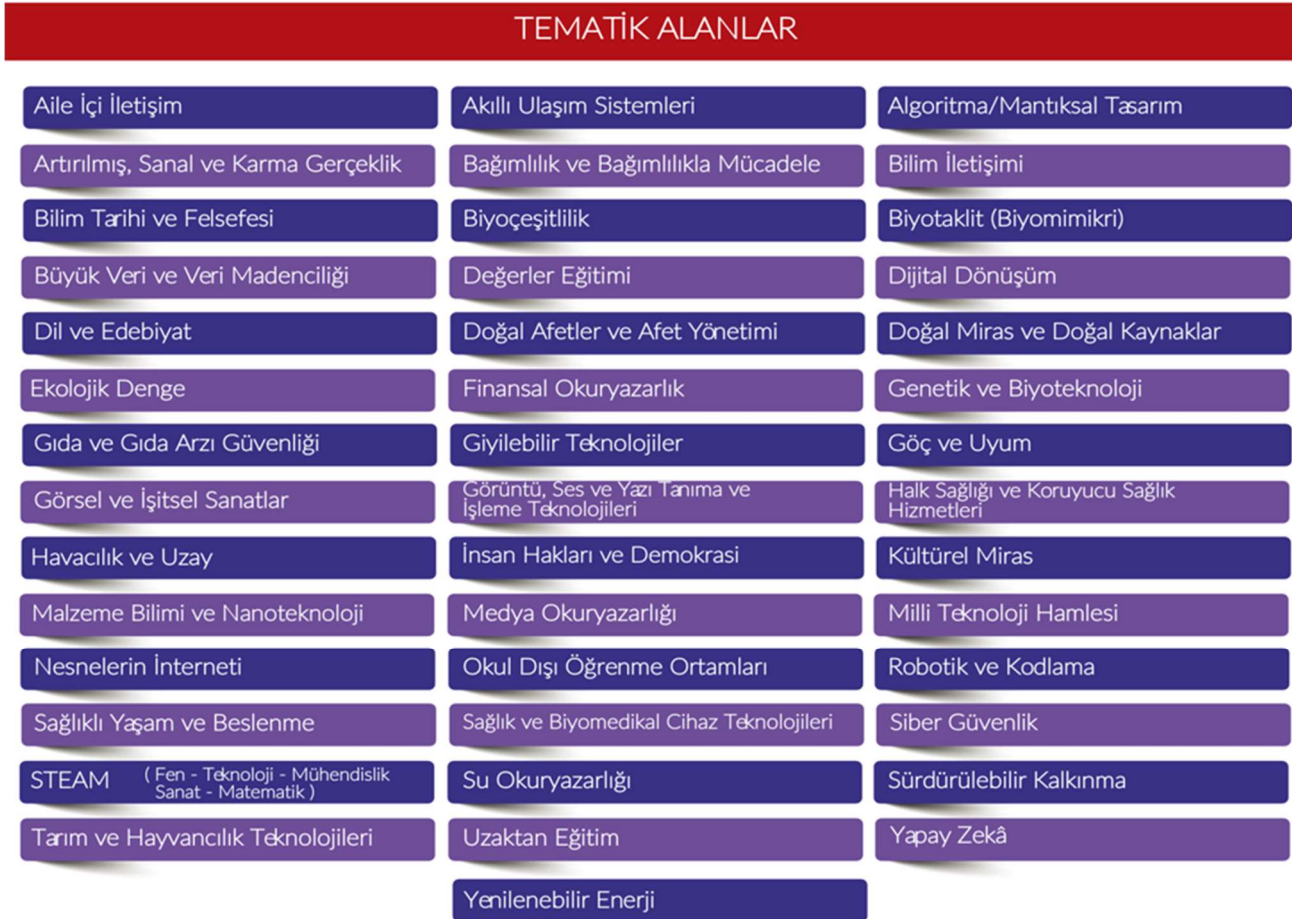 TEMATİK ALANLAR
Aile İçi İletişim
Akıllı Ulaşım Sistemleri
Algoritma/Mantıksal Tasarım
Artırılmış, Sanal ve Karma Gerçeklik
Bağımlılık ve Bağımlılıkla Mücadele
Bilim İletişimi
Bilim Tarihi ve Felsefesi
Biyoçeşitlilik
Biyotaklit (Biyomimikri)
Büyük Veri ve Veri Madenciliği
Değerler Eğitimi
Dijital Dönüşüm
Dil ve Edebiyat
Doğal Afetler ve Afet Yönetimi
Doğal Miras ve Doğal Kaynaklar
Ekolojik Denge
Finansal Okuryazarlık
Genetik ve Biyoteknoloji
Gıda ve Gıda Arzı Güvenliği
Giyilebilir Teknolojiler
Göç ve Uyum
Görsel ve İşitsel Sanatlar
Görüntü, Ses ve Yazı Tanıma ve
İşleme Teknolojileri
Halk Sağlığı ve Koruyucu Sağlık
Hizmetleri
Havacılık ve Uzay
İnsan Hakları ve Demokrasi
Kültürel Miras
Malzeme Bilimi ve Nanoteknoloji
Medya Okuryazarlığı
Milli Teknoloji Hamlesi
Nesnelerin İnterneti
Okul Dışı Öğrenme Ortamları
Robotik ve Kodlama
Sağlıklı Yaşam ve Beslenme
Sağlık ve Biyomedikal Cihaz Teknolojileri
Siber Güvenlik
STEAM ( Fen - Teknoloji - Mühendislik
Sanat - Matematik )
Su Okuryazarlığı
Sürdürülebilir Kalkınma
Tarım ve Hayvancılık Teknolojileri
Uzaktan Eğitim
Yapay Zekâ
Yenilenebilir Enerji